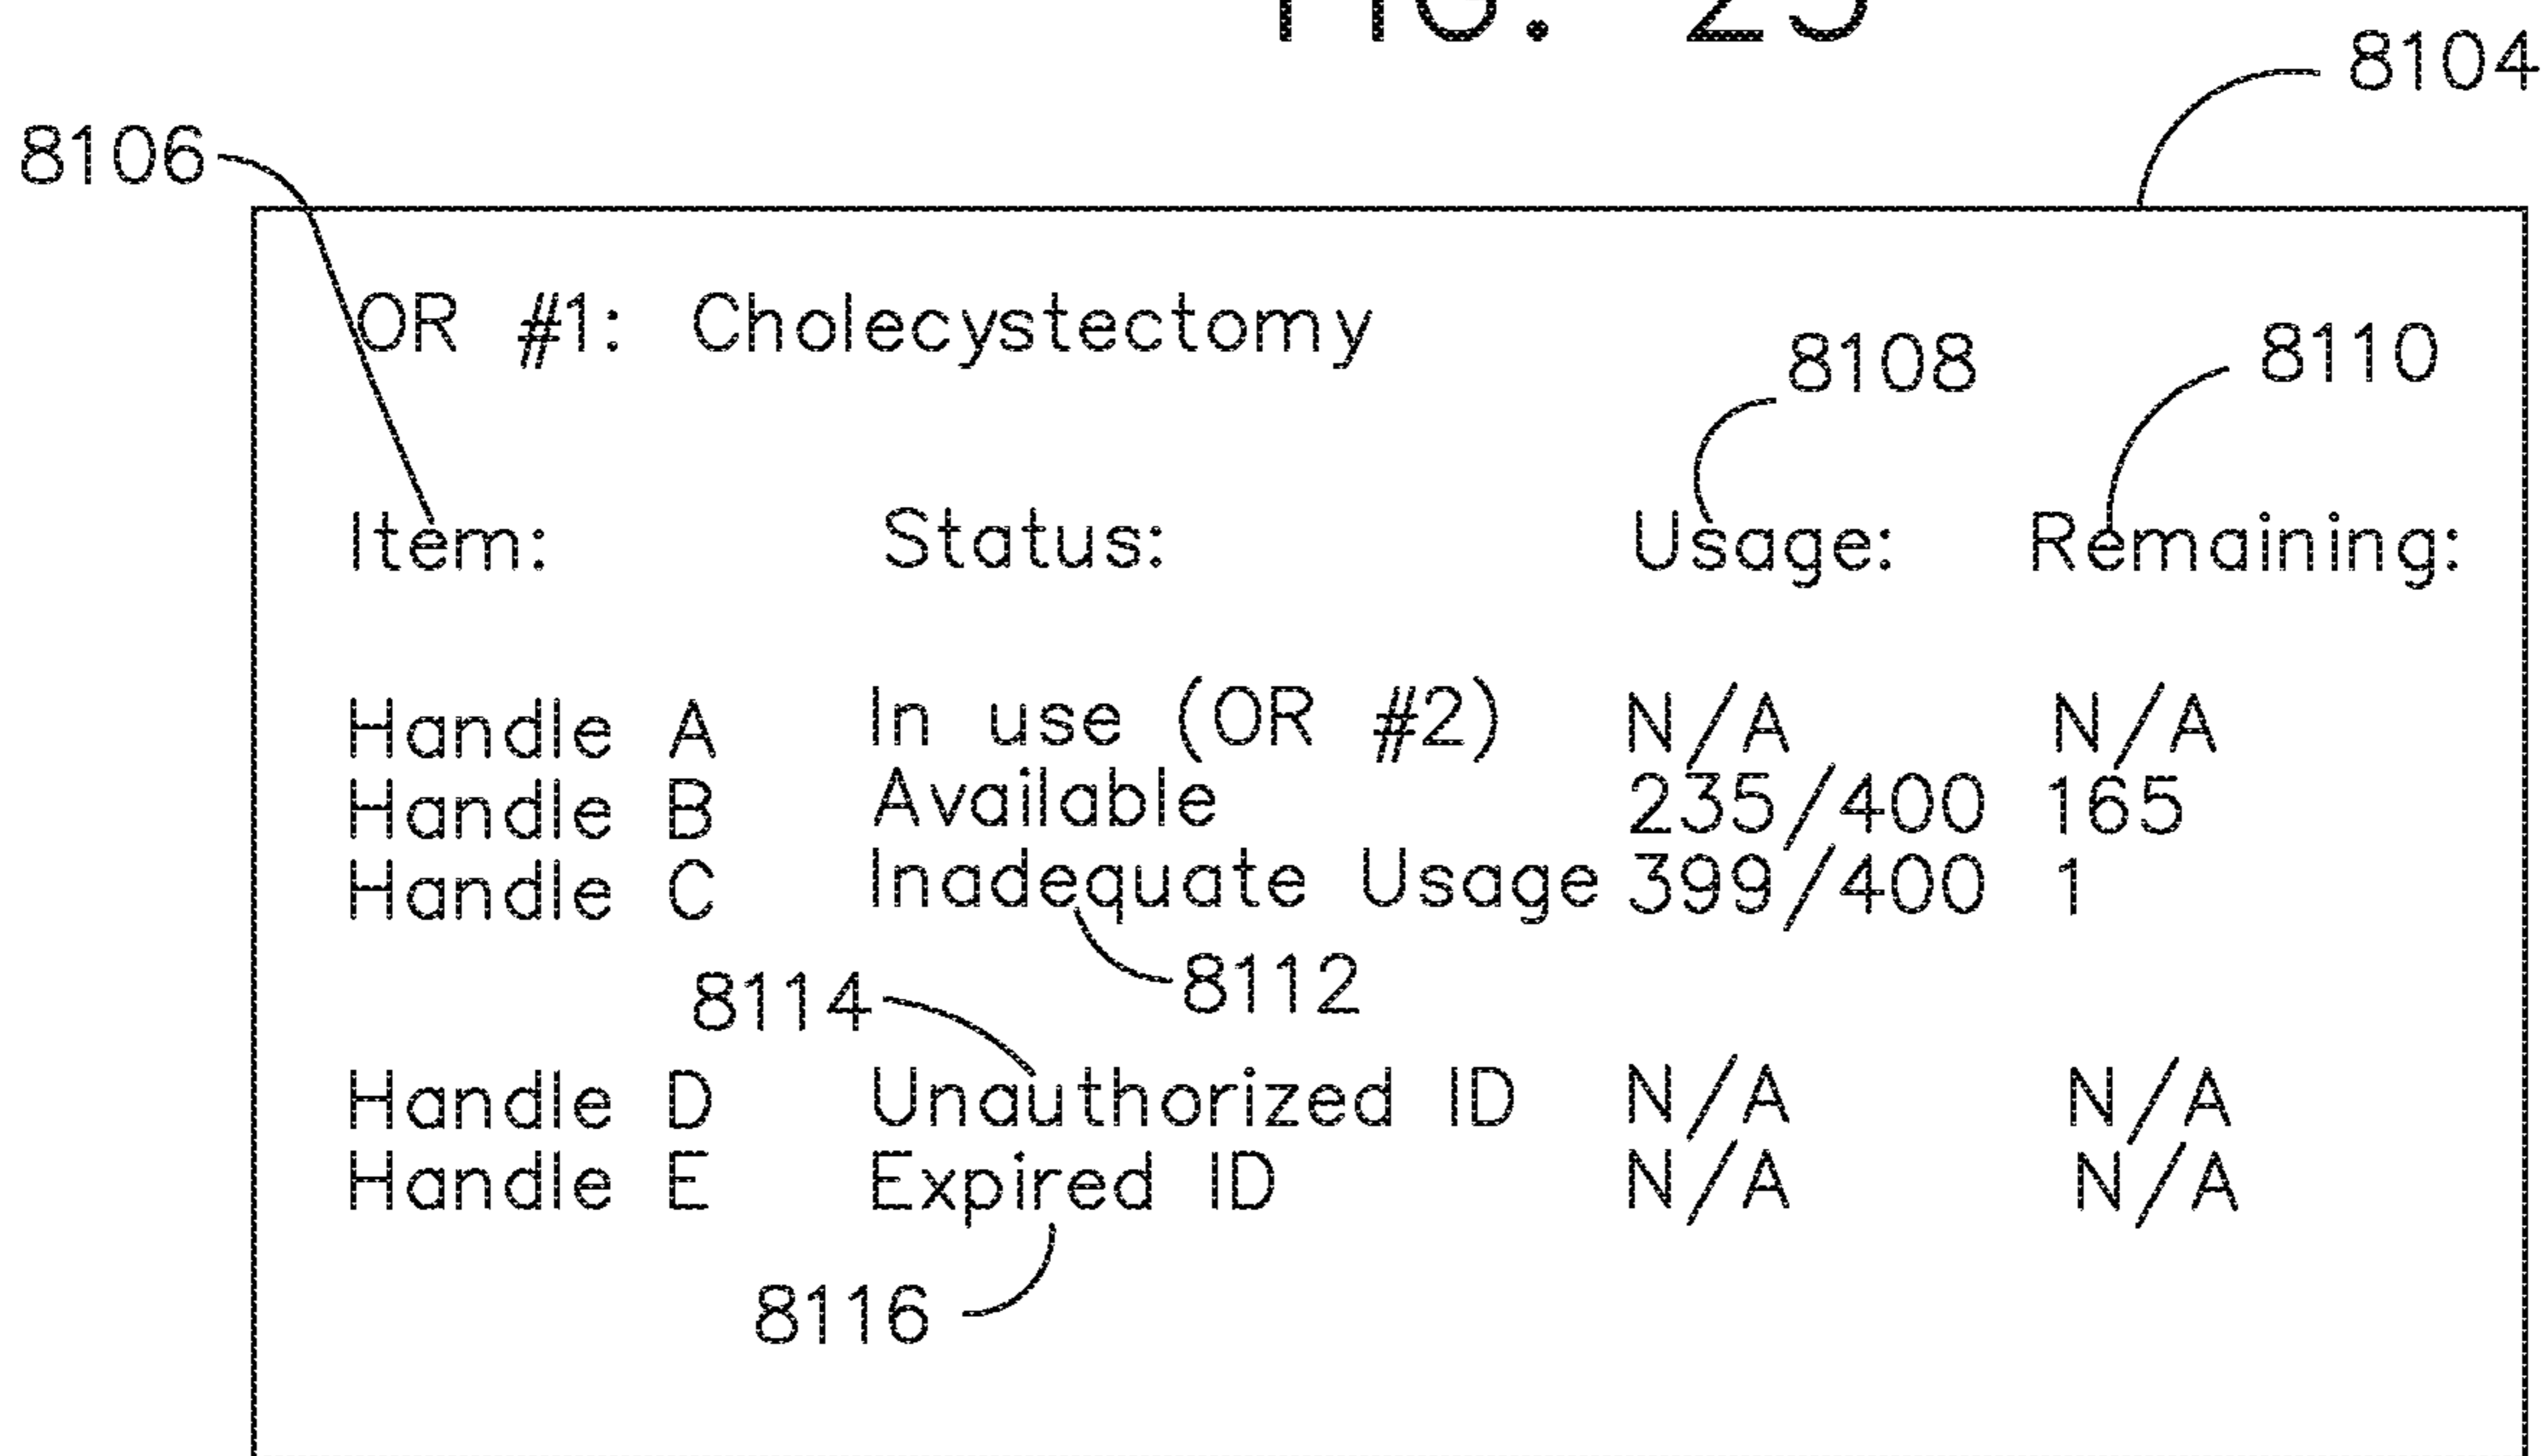 FIG. 25
8104
8106
OR #1: Cholecystectomy
8108
8110
Item: Status: Usage: Remaining:
Handle A In use (OR #2) N/A N/A
Handle B Available 235/400 165
Handle C Inadequate Usage 399/400 1
8112
8114
Handle D Unauthorized ID N/A N/A
Handle E Expired ID N/A N/A
8116